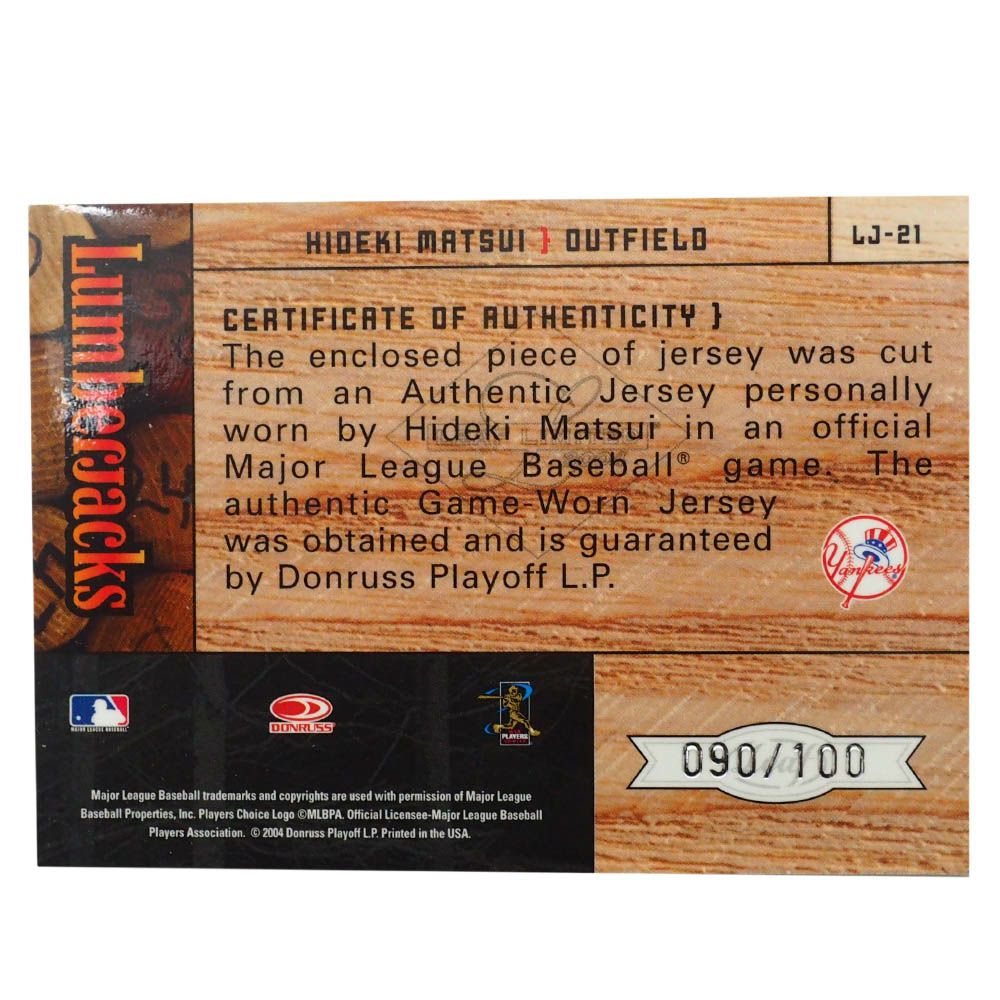 Lumberjacks
HIDEKI MATSUI } OUTFIELD
LJ-21
CERTIFICATE OF AUTHENTICITY }
The enclosed piece of jersey was cut
from an Authentic Jersey personally
worn by Hideki Matsui in an official
Major League Baseball® game. The
authentic Game-Worn Jersey
was obtained and is guaranteed
by Donruss Playoff L.P.
Yankees
MAJOR LEAGUE BASEBALL
DONRUSS
PLAYERS
090/100
Major League Baseball trademarks and copyrights are used with permission of Major League
Baseball Properties, Inc. Players Choice Logo ©MLBPA. Official Licensee-Major League Baseball
Players Association. © 2004 Donruss Playoff L.P. Printed in the USA.